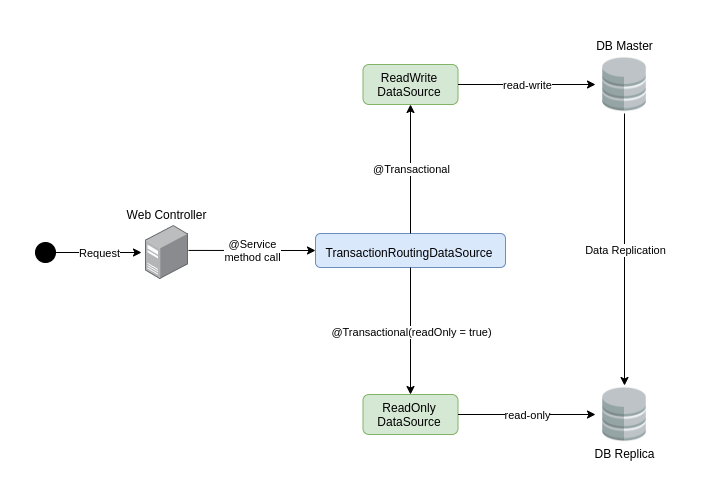 DB Master
ReadWrite
DataSource
read-write
@Transactional
Web Controller
Request
@Service
method call
TransactionRoutingDataSource
Data Replication
@Transactional(readOnly = true)
ReadOnly
DataSource
read-only
DB Replica